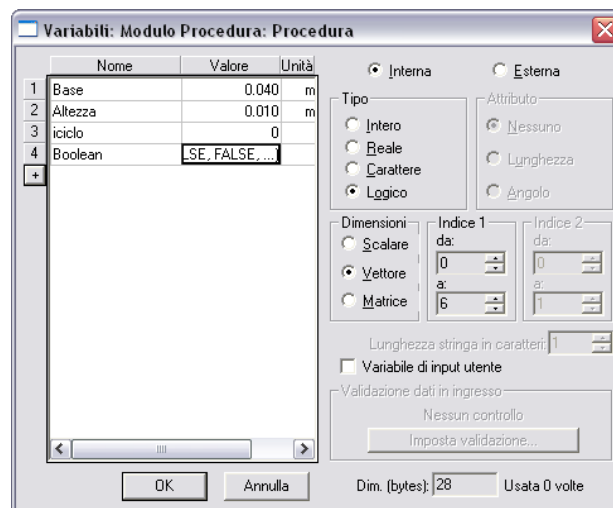 Variabili: Modulo Procedura: Procedura
Nome Valore Unità
1 Base 0.040 m
2 Altezza 0.010 m
3 iciclo 0
4 Boolean .SE, FALSE, ...)
+
Interna Esterna
Tipo
Intero
Reale
Carattere
Logico
Attributo
Nessuno
Lunghezza
Angolo
Dimensioni
Scalare
Vettore
Matrice
Indice 1
da:
0
a:
6
Indice 2
da:
0
a:
1
Lunghezza stringa in caratteri: 1
Variabile di input utente
Validazione dati in ingresso
Nessun controllo
Imposta validazione...
OK Annulla Dim. (bytes): 28 Usata 0 volte